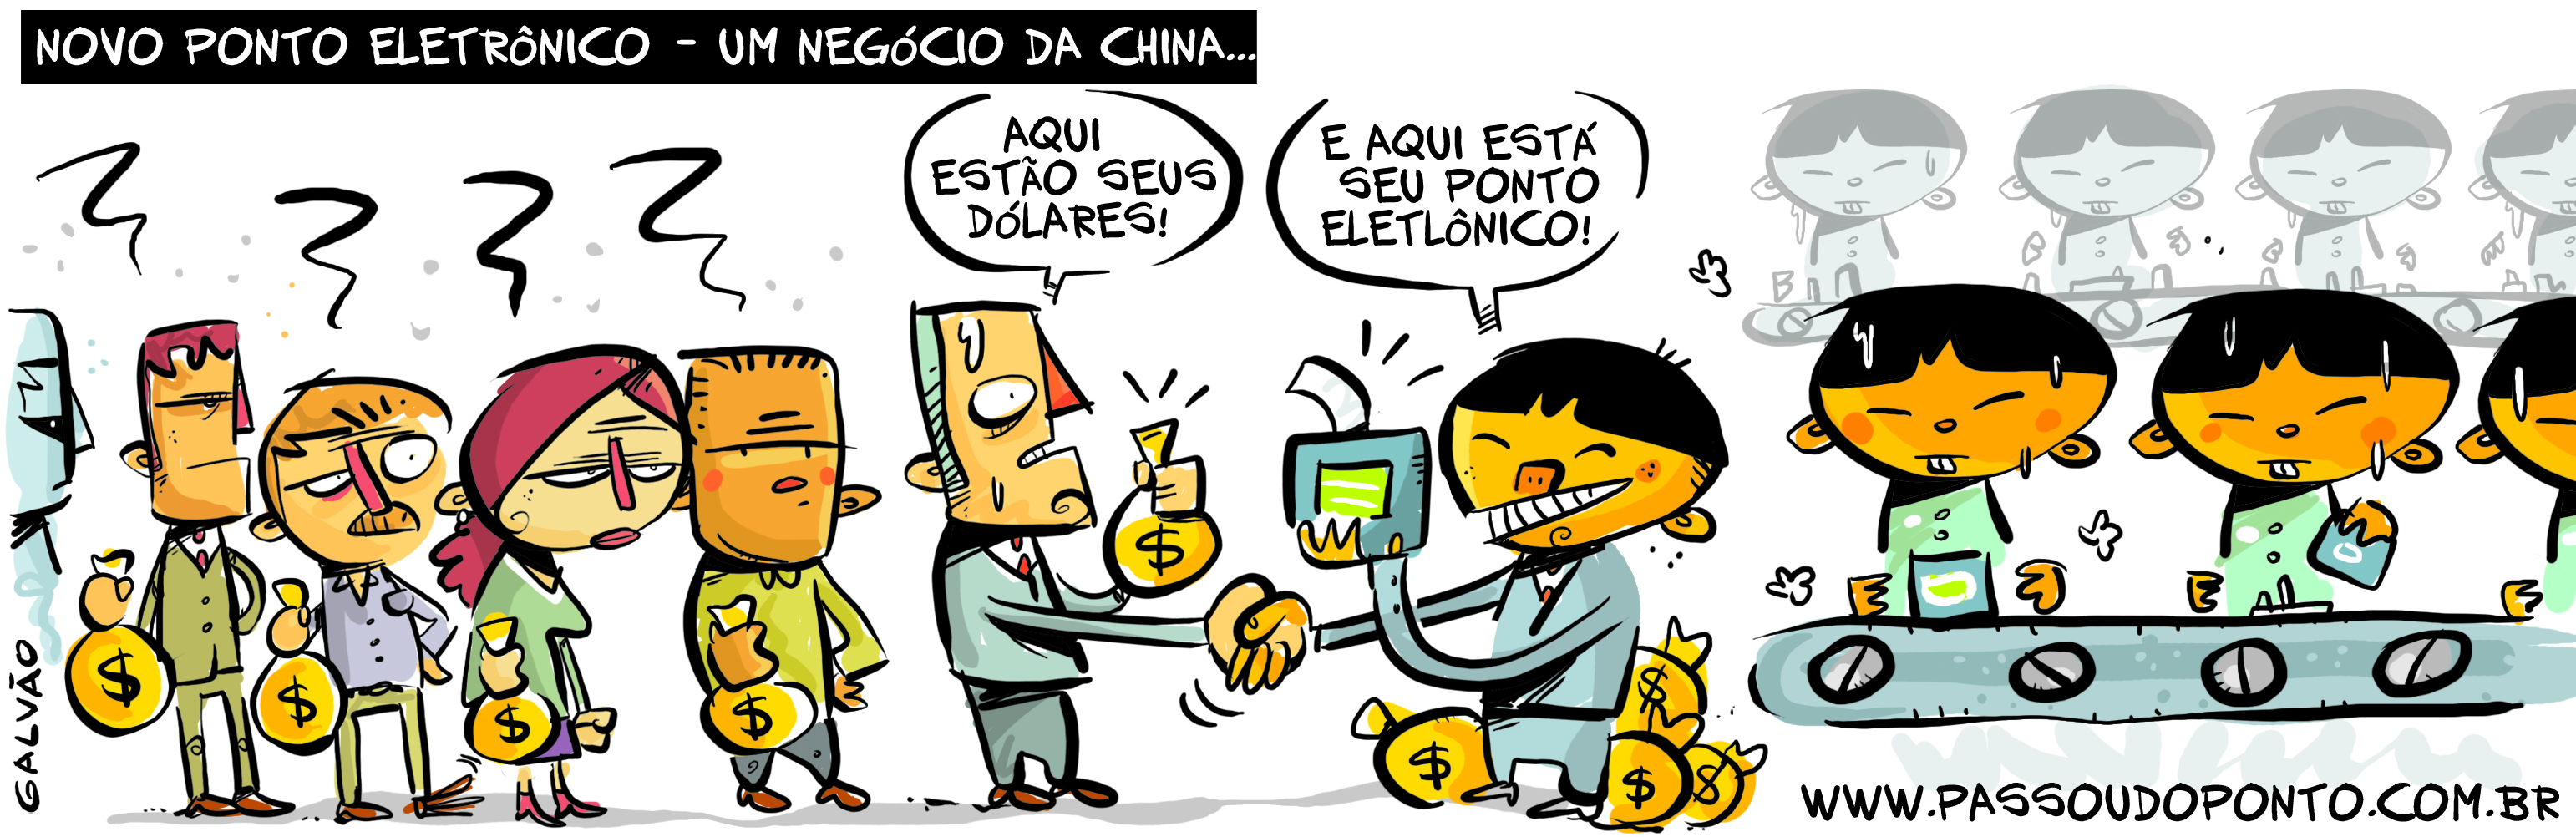 NOVO PONTO ELETRÔNICO - UM NEGÓCIO DA CHINA...
AQUI
ESTÃO SEUS
DÓLARES!
E AQUI ESTÁ
SEU PONTO
ELETLÔNICO!
$
$
$
$
$
$
$
$
$
GALVÃO
WWW.PASSOUDOPONTO.COM.BR